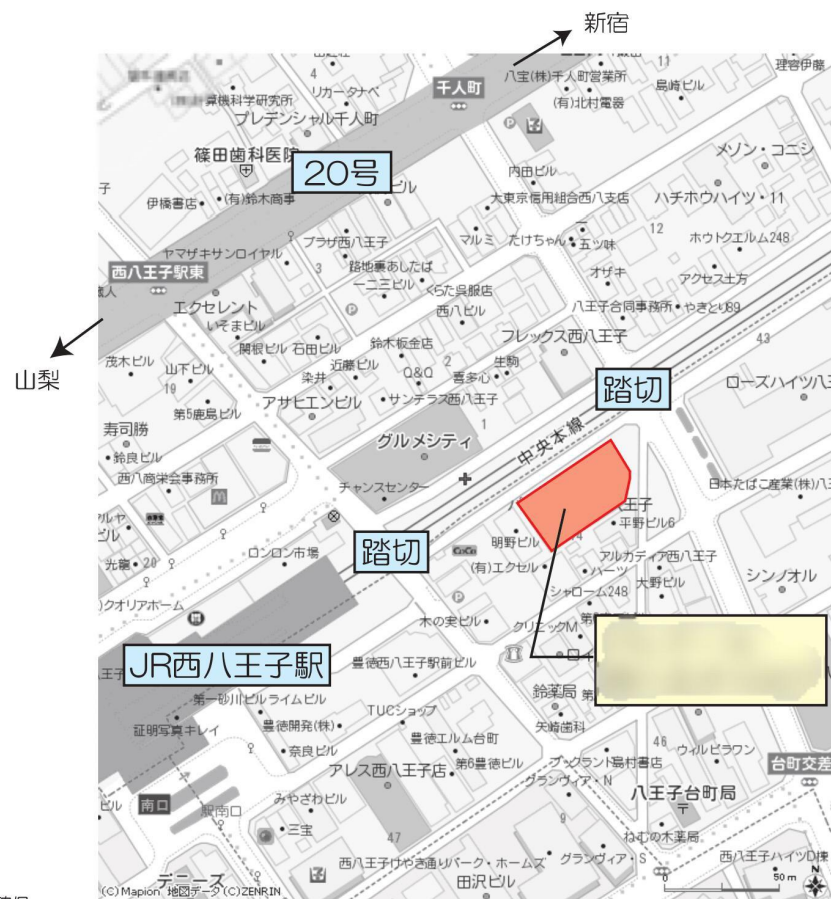 新宿
八宝(株)千人町営業所
11
理容伊藤
4
リカータナベ
千人町
島崎ビル
(有)北村電器
算機科学研究所
プレデンシャル千人町
篠田歯科医院
20号
内田ビル
メゾン・コーニシ
伊橋書店
(有)鈴木商事
大東京信用組合西八支店
ハチホウハイツ・11
ヤマザキサンロイヤル
プラザ西八王子
マルミ
たけちゃん
五ツ味
12
ホウトクエルム248
西八王子駅東
3
路地裏あしたば
一二三ビル
くらた呉服店
オザキ
アクセス土方
エクセレント
いそまビル
西八ビル
八王子合同事務所
やきとり89
山梨
関根ビル
石田ビル
鈴木板金店
フレックス西八王子
43
茂木ビル
山下ビル
近藤ビル
2
生駒
19
染井
Q&Q
喜多心
踏切
ローズハイツ八王
第5鹿島ビル
アサヒエンビル
サンテラス西八王子
寿司勝
鈴良ビル
グルメシティ
1
中央本線
西八商栄会事務所
チャンスセンター
日本たばこ産業(株)八王
王子
平野ビル6
光龍
20
ロンロン市場
踏切
CoCo
明野ビル
(有)エクセル
アルカディア西八王子
ハーツ
大野ビル
シンノオル
クオリアホーム
シャローム248
木の実ビル
クリニックM
JR西八王子駅
豊徳西八王子駅前ビル
第一砂川ビル
ライムビル
鈴薬局
証明写真キレイ
豊徳開発(株)
TUCショップ
矢崎歯科
奈良ビル
豊徳エルム台町
46
ウィルビラワン
アレス西八王子店
第6豊徳ビル
ブックランド島村書店
台町交差
グランヴィア・N
南口
駅南口
みやざわビル
八王子台町局
三宝
9
47
ねむの木薬局
西八王子けやき通りパーク・ホームズ
グランヴィア・S
西八王子ハイツD棟
デニーズ
田沢ビル
0
50 m
(C)Mapion 地図データ(C)ZENRIN